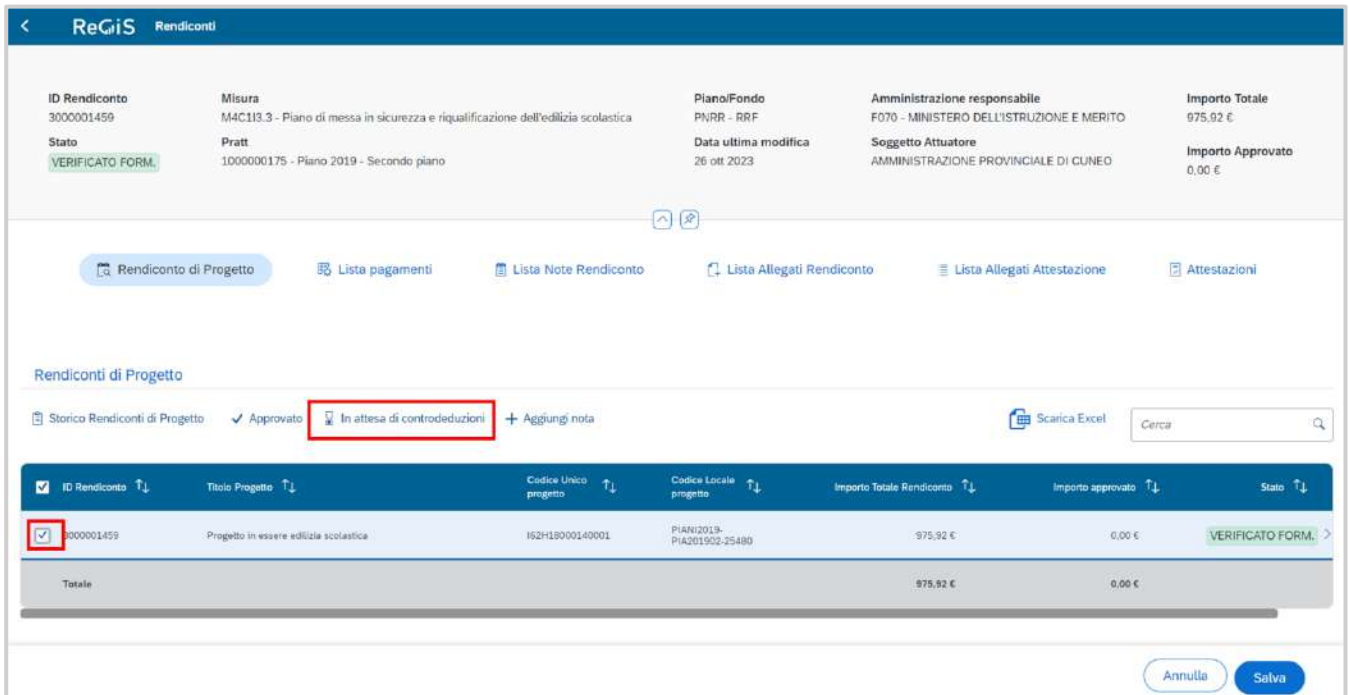 ReGiS Rendiconti
ID Rendiconto Misura Piano/Fondo Amministrazione responsabile Importo Totale
3000001459 M4C1I3.3 - Piano di messa in sicurezza e riqualificazione dell'edilizia scolastica PNRR - RRF F070 - MINISTERO DELL'ISTRUZIONE E MERITO 975,92 €
Stato Pratt Data ultima modifica Soggetto Attuatore Importo Approvato
VERIFICATO FORM. 1000000175 - Piano 2019 - Secondo piano 26 ott 2023 AMMINISTRAZIONE PROVINCIALE DI CUNEO 0,00 €
Rendiconto di Progetto Lista pagamenti Lista Note Rendiconto Lista Allegati Rendiconto Lista Allegati Attestazione Attestazioni
Rendiconti di Progetto
Storico Rendiconti di Progetto Approvato In attesa di controdeduzioni Aggiungi nota Scarica Excel Cerca
ID Rendiconto Titolo Progetto Codice Unico progetto Codice Locale progetto Importo Totale Rendiconto Importo approvato Stato
3000001459 Progetto in essere edilizia scolastica I62H18000140001 PIANI2019-PIA201902-25480 975,92 € 0,00 € VERIFICATO FORM.
Totale 975,92 € 0,00 €
Annulla Salva